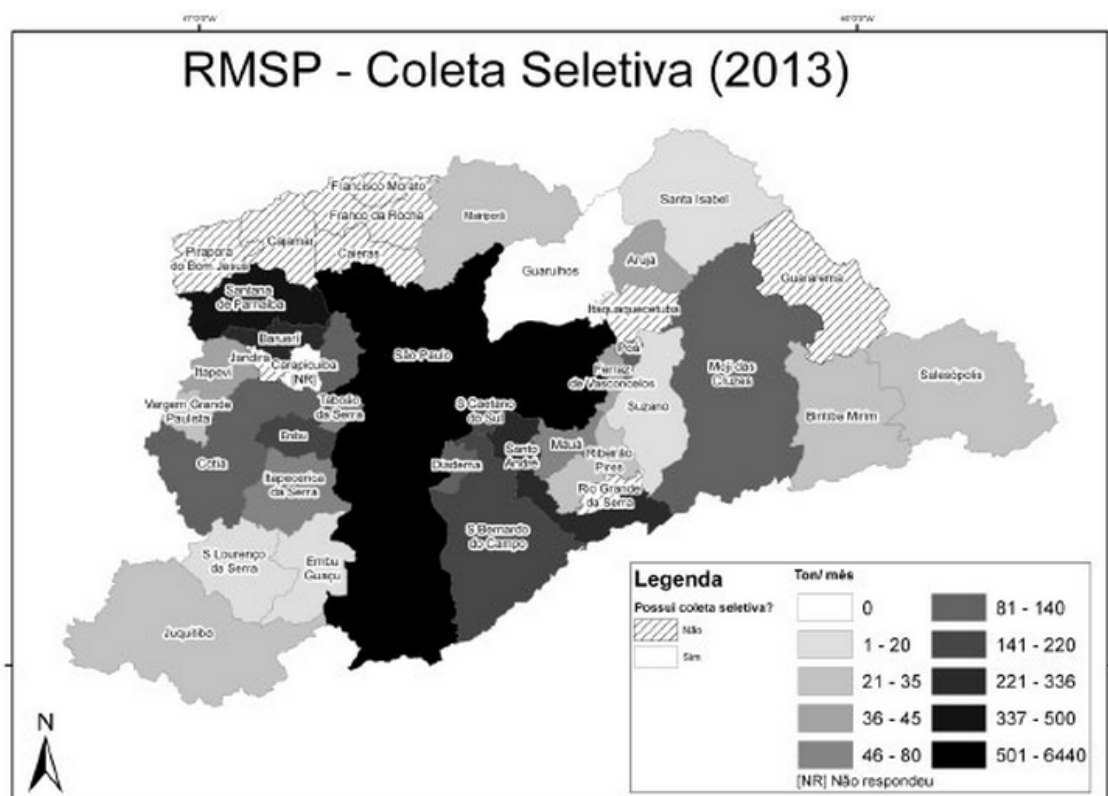 RMSP - Coleta Seletiva (2013)
Francisco Morato
Franco da Rocha
Mairiporã
Santa Isabel
Cajamar
Caieiras
Pirapora
do Bom Jesus
Guarulhos
Arujá
Guararema
Santana
de Parnaíba
Itaquaquecetuba
Barueri
São Paulo
Poá
Jandira
Carapicuíba
[NR]
Itapevi
Ferraz
de Vasconcelos
Moji das
Cruzes
Salesópolis
Vargem Grande
Paulista
Taboão
da Serra
S Caetano
do Sul
Suzano
Biritiba Mirim
Embu
Cotia
Diadema
Santo
André
Mauá
Ribeirão
Pires
Itapecerica
da Serra
Rio Grande
da Serra
S Bernardo
do Campo
S Lourenço
da Serra
Embu
Guaçu
Juquitiba
N
Legenda
Possui coleta seletiva?
Não
Sim
Ton/ mês
0
1 - 20
21 - 35
36 - 45
46 - 80
81 - 140
141 - 220
221 - 336
337 - 500
501 - 6440
[NR] Não respondeu